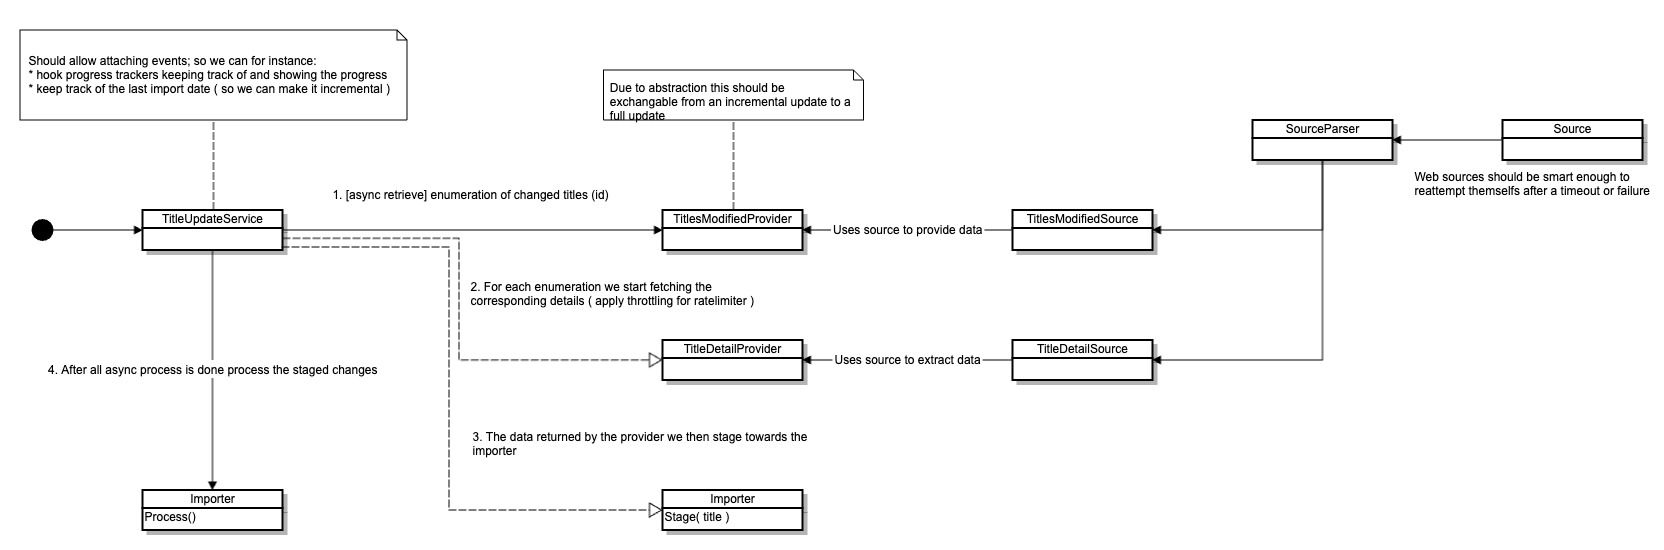 Should allow attaching events; so we can for instance:
* hook progress trackers keeping track of and showing the progress
* keep track of the last import date ( so we can make it incremental )
Due to abstraction this should be
exchangable from an incremental update to a
full update
SourceParser
Source
Web sources should be smart enough to
reattempt themselfs after a timeout or failure
1. [async retrieve] enumeration of changed titles (id)
TitleUpdateService
TitlesModifiedProvider
Uses source to provide data
TitlesModifiedSource
2. For each enumeration we start fetching the
corresponding details ( apply throttling for ratelimiter )
TitleDetailProvider
Uses source to extract data
TitleDetailSource
4. After all async process is done process the staged changes
3. The data returned by the provider we then stage towards the
importer
Importer
Process()
Importer
Stage( title )